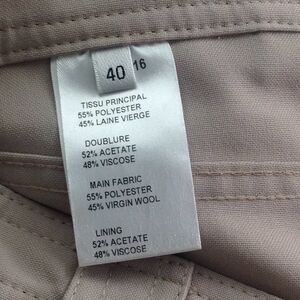 40 16
TISSU PRINCIPAL
55% POLYESTER
45% LAINE VIERGE
DOUBLURE
52% ACETATE
48% VISCOSE
MAIN FABRIC
55% POLYESTER
45% VIRGIN WOOL
LINING
52% ACETATE
48% VISCOSE